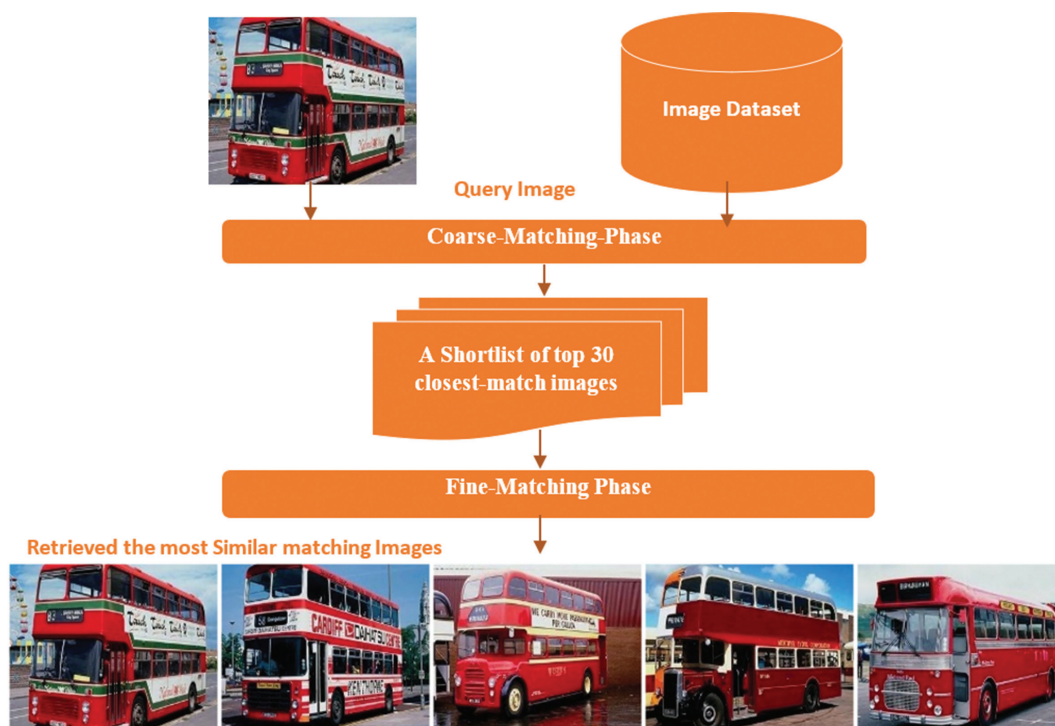 Image Dataset
Query Image
Coarse-Matching-Phase
A Shortlist of top 30
closest-match images
Fine-Matching Phase
Retrieved the most Similar matching Images
CARDIFF